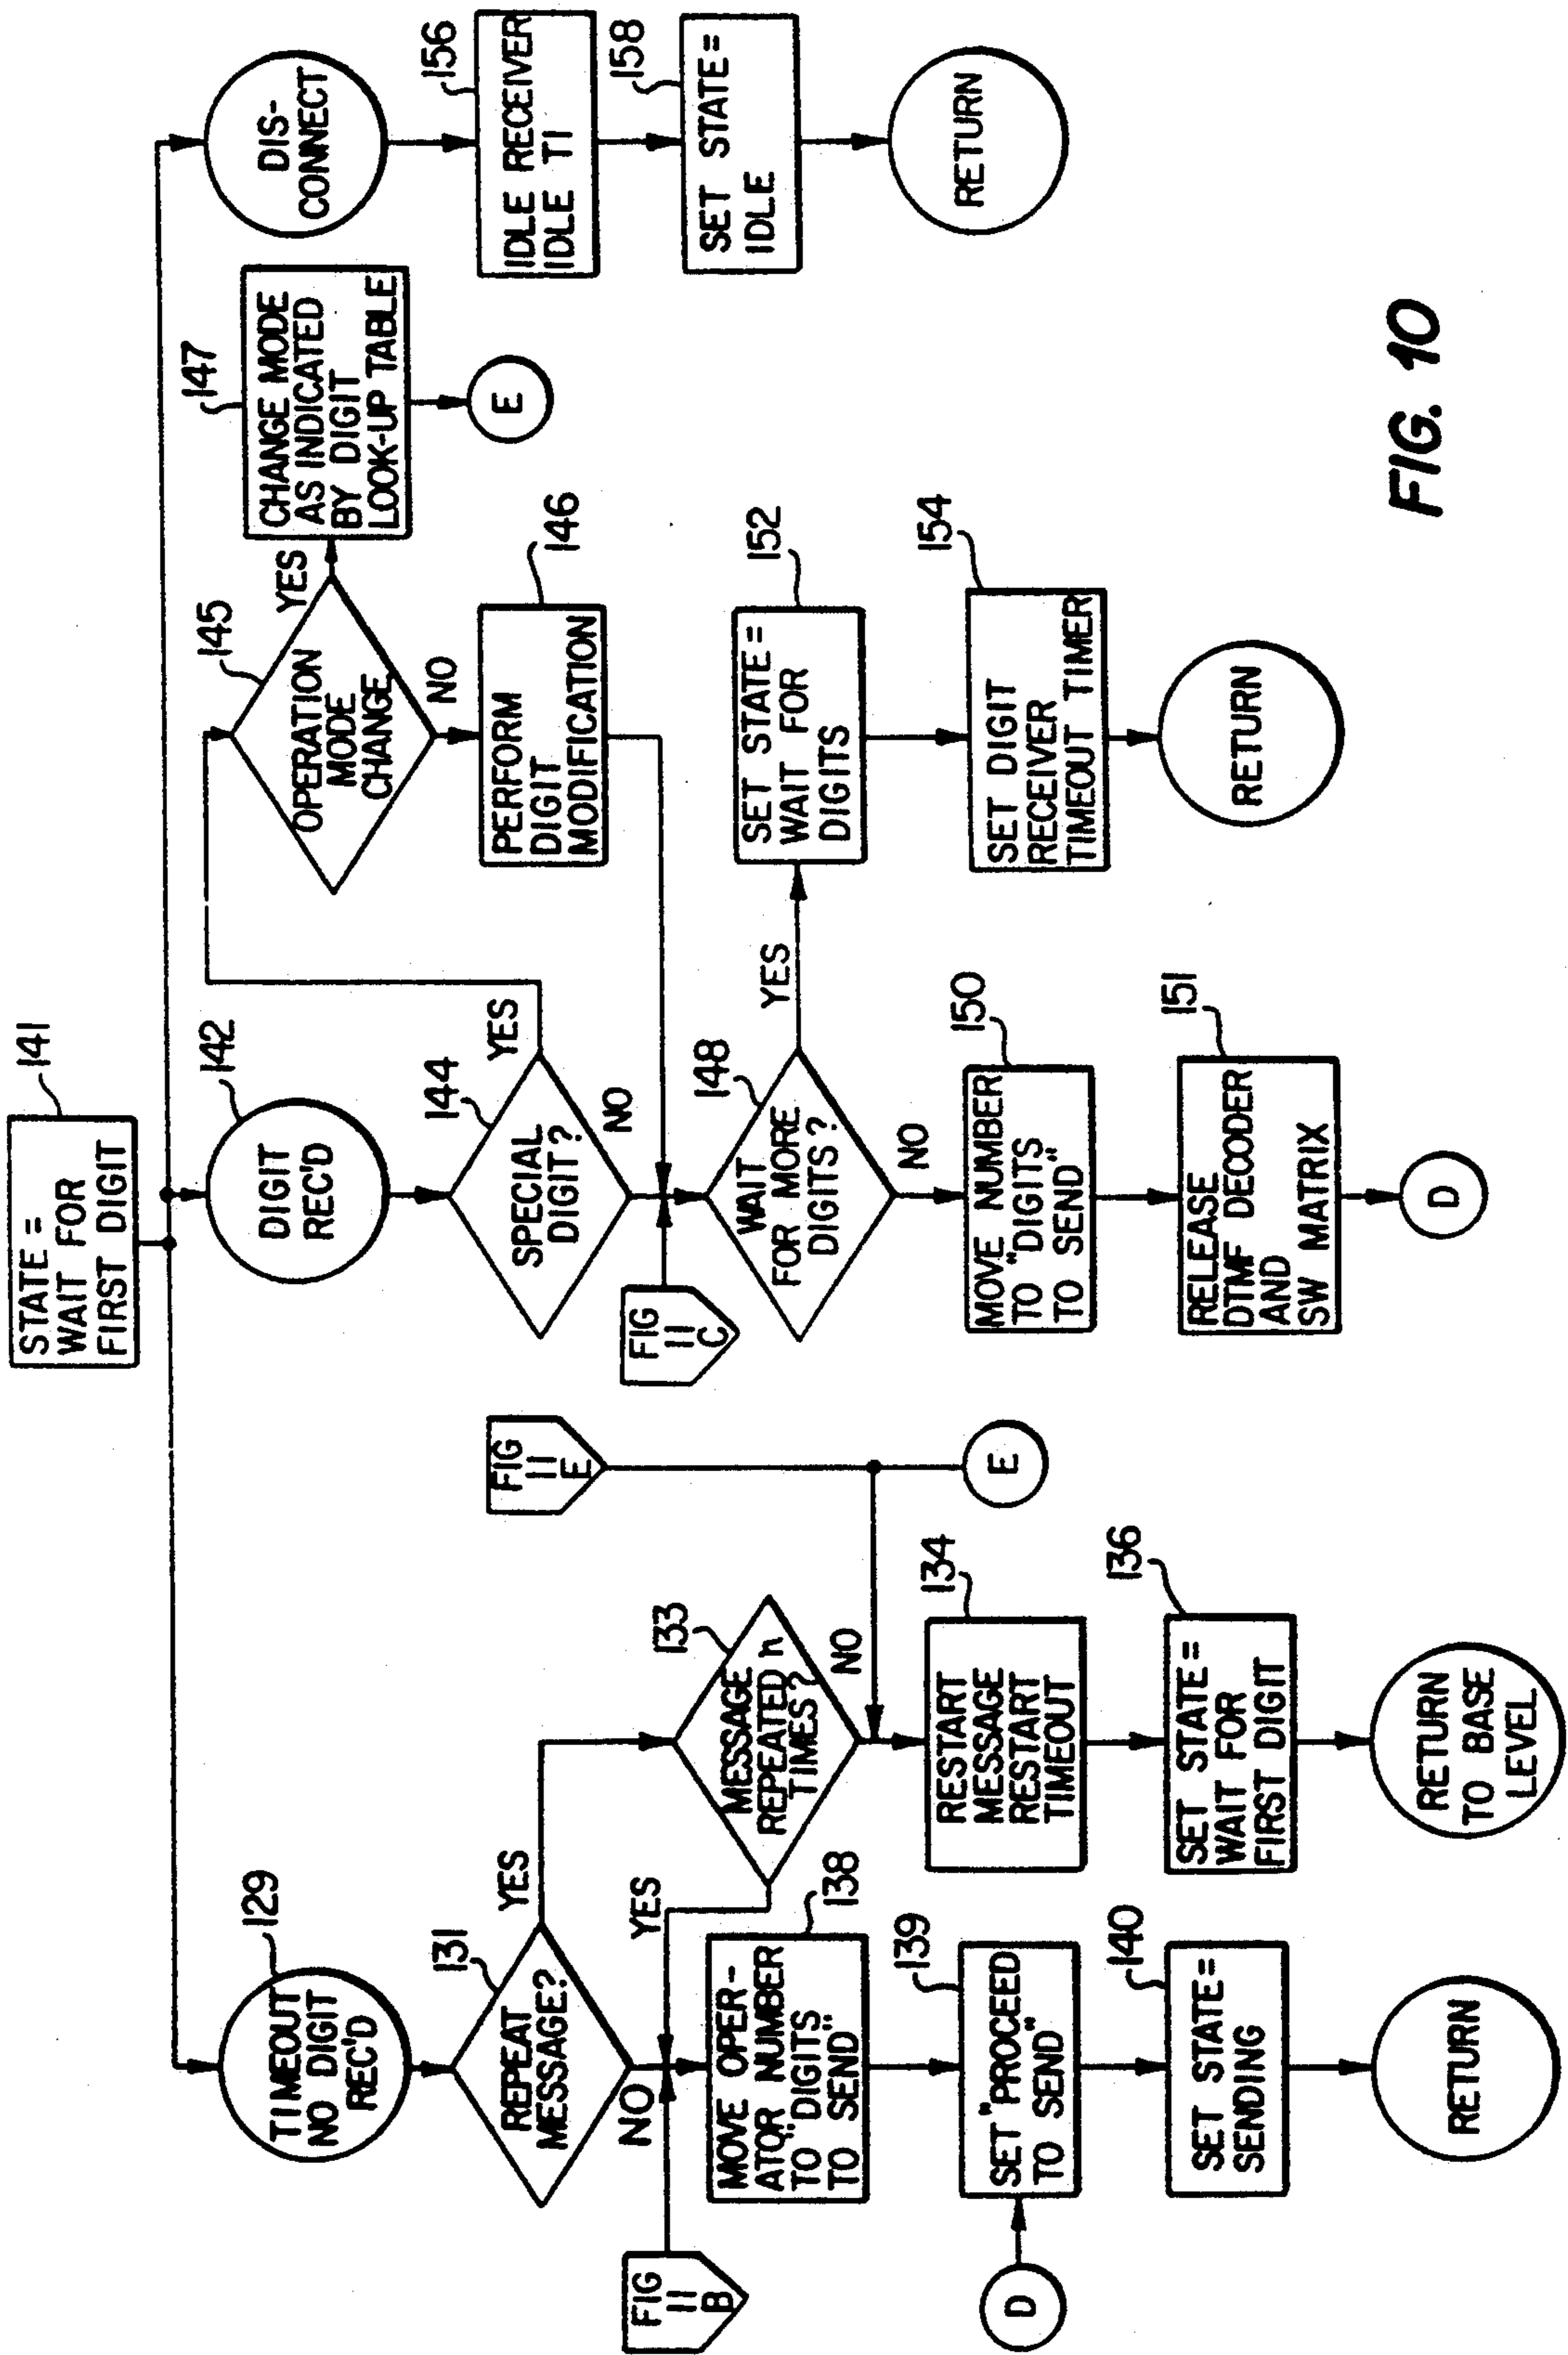 141
STATE =
WAIT FOR
FIRST DIGIT
129
TIMEOUT
NO DIGIT
REC'D
131
REPEAT
MESSAGE?
YES
NO
133
MESSAGE
REPEATED n
TIMES?
YES
NO
FIG
11
B
138
MOVE OPER-
ATOR NUMBER
TO "DIGITS
TO SEND"
139
SET "PROCEED
TO SEND"
D
140
SET STATE =
SENDING
RETURN
FIG
11
E
E
134
RESTART
MESSAGE
RESTART
TIMEOUT
136
SET STATE =
WAIT FOR
FIRST DIGIT
RETURN
TO BASE
LEVEL
142
DIGIT
REC'D
144
SPECIAL
DIGIT?
YES
NO
145
OPERATION
MODE
CHANGE
YES
NO
147
CHANGE MODE
AS INDICATED
BY DIGIT
LOOK-UP TABLE
E
146
PERFORM
DIGIT
MODIFICATION
FIG
11
C
148
WAIT
FOR MORE
DIGITS?
YES
NO
150
MOVE NUMBER
TO "DIGITS
TO SEND"
151
RELEASE
DTMF DECODER
AND
SW MATRIX
D
152
SET STATE =
WAIT FOR
DIGITS
154
SET DIGIT
RECEIVER
TIMEOUT TIMER
RETURN
DIS-
CONNECT
156
IDLE RECEIVER
IDLE T1
158
SET STATE =
IDLE
RETURN
FIG. 10